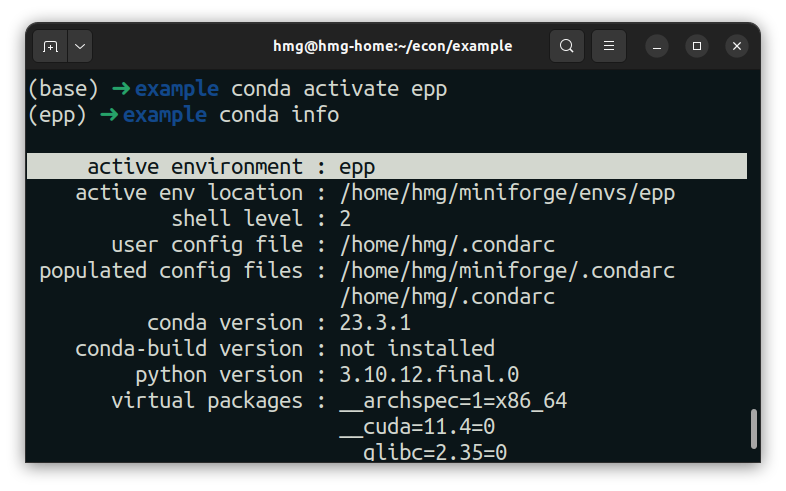 hmg@hmg-home:~/econ/example
(base) ➜example conda activate epp
(epp) ➜example conda info
active environment : epp
active env location : /home/hmg/miniforge/envs/epp
shell level : 2
user config file : /home/hmg/.condarc
populated config files : /home/hmg/miniforge/.condarc
/home/hmg/.condarc
conda version : 23.3.1
conda-build version : not installed
python version : 3.10.12.final.0
virtual packages : __archspec=1=x86_64
__cuda=11.4=0
__glibc=2.35=0